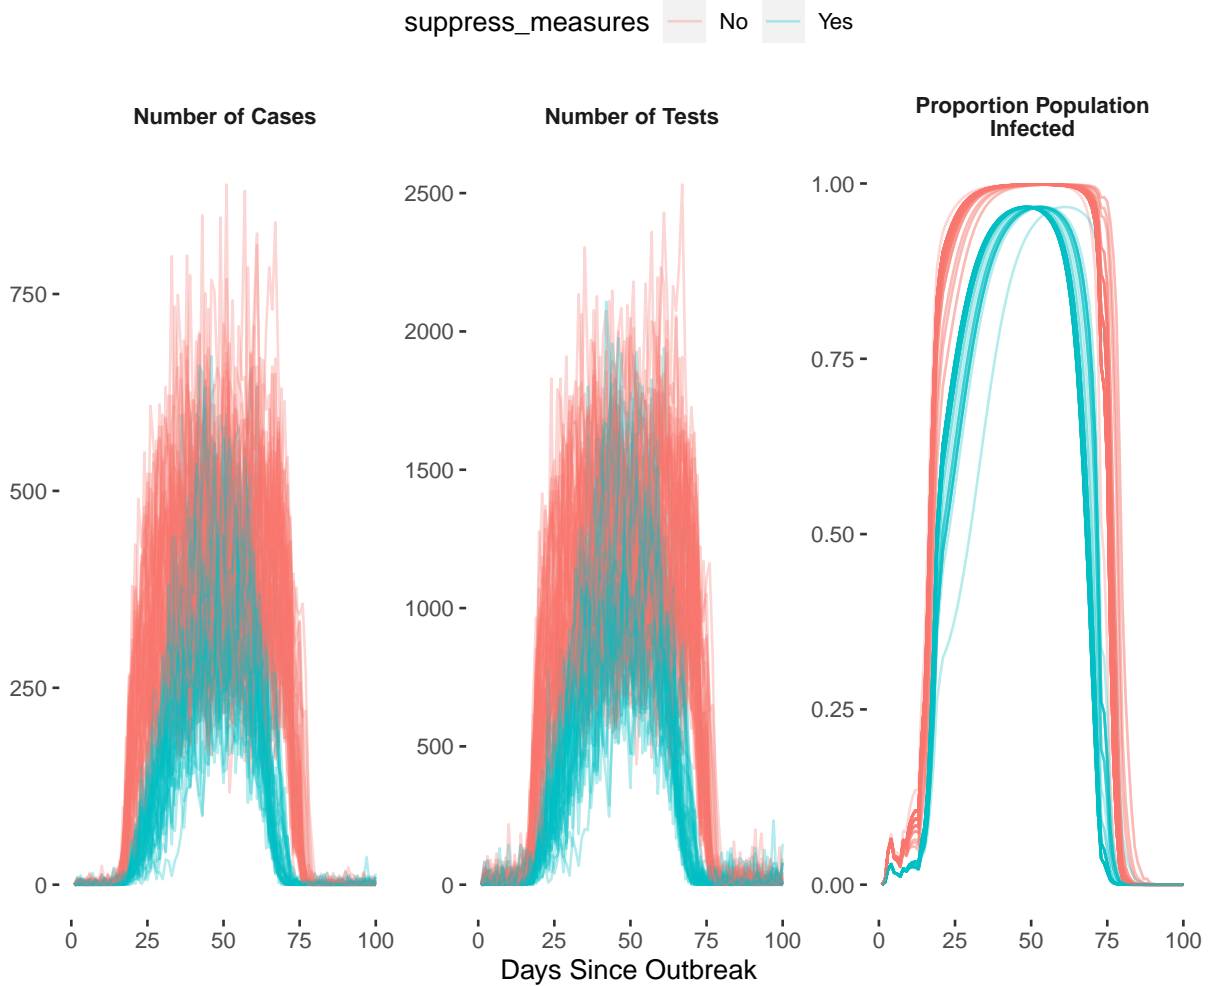 suppress_measures No Yes
Number of Cases
Number of Tests
Proportion Population
Infected
750
500
250
0
0 25 50 75 100
2500
2000
1500
1000
500
0
0 25 50 75 100
1.00
0.75
0.50
0.25
0.00
0 25 50 75 100
Days Since Outbreak